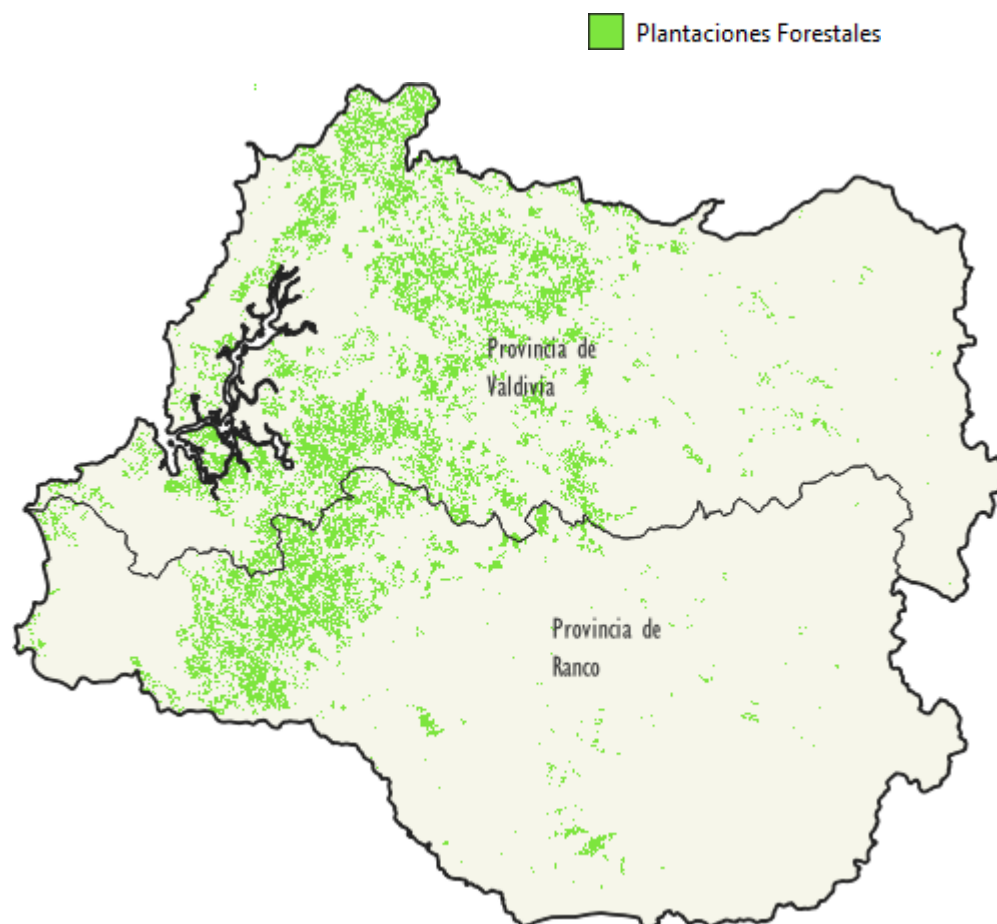 Plantaciones Forestales
Provincia de
Valdivia
Provincia de
Ranco